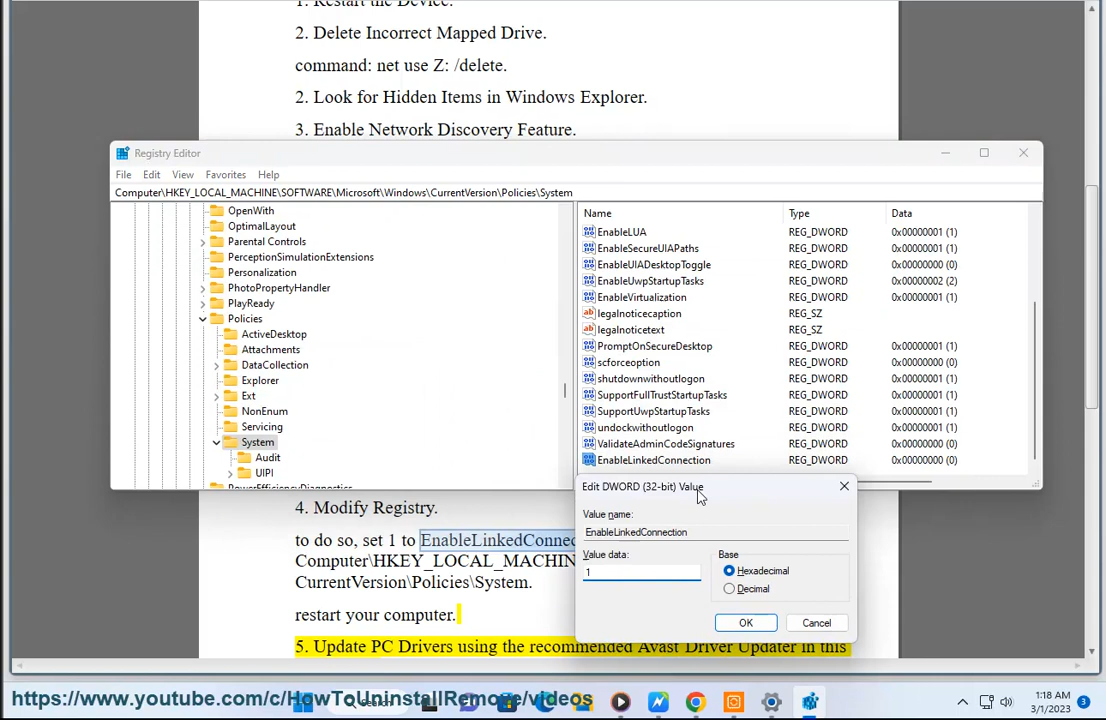 1. Restart the Device.
2. Delete Incorrect Mapped Drive.
command: net use Z: /delete.
2. Look for Hidden Items in Windows Explorer.
3. Enable Network Discovery Feature.
Registry Editor
File Edit View Favorites Help
Computer\HKEY_LOCAL_MACHINE\SOFTWARE\Microsoft\Windows\CurrentVersion\Policies\System
OpenWith
OptimalLayout
Parental Controls
PerceptionSimulationExtensions
Personalization
PhotoPropertyHandler
PlayReady
Policies
ActiveDesktop
Attachments
DataCollection
Explorer
Ext
NonEnum
Servicing
System
Audit
UIPI
PowerEfficiencyDiagnostics
Name Type Data
EnableLUA REG_DWORD 0x00000001 (1)
EnableSecureUIAPaths REG_DWORD 0x00000001 (1)
EnableUIADesktopToggle REG_DWORD 0x00000000 (0)
EnableUwpStartupTasks REG_DWORD 0x00000002 (2)
EnableVirtualization REG_DWORD 0x00000001 (1)
legalnoticecaption REG_SZ
legalnoticetext REG_SZ
PromptOnSecureDesktop REG_DWORD 0x00000001 (1)
scforceoption REG_DWORD 0x00000000 (0)
shutdownwithoutlogon REG_DWORD 0x00000001 (1)
SupportFullTrustStartupTasks REG_DWORD 0x00000001 (1)
SupportUwpStartupTasks REG_DWORD 0x00000001 (1)
undockwithoutlogon REG_DWORD 0x00000001 (1)
ValidateAdminCodeSignatures REG_DWORD 0x00000000 (0)
EnableLinkedConnection REG_DWORD 0x00000000 (0)
Edit DWORD (32-bit) Value
Value name:
EnableLinkedConnection
Value data:
1
Base
Hexadecimal
Decimal
OK Cancel
4. Modify Registry.
to do so, set 1 to EnableLinkedConnec
Computer\HKEY_LOCAL_MACHIN
CurrentVersion\Policies\System.
restart your computer.
5. Update PC Drivers using the recommended Avast Driver Updater in this
https://www.youtube.com/c/HowToUninstallRemove/videos
1:18 AM
3/1/2023
3